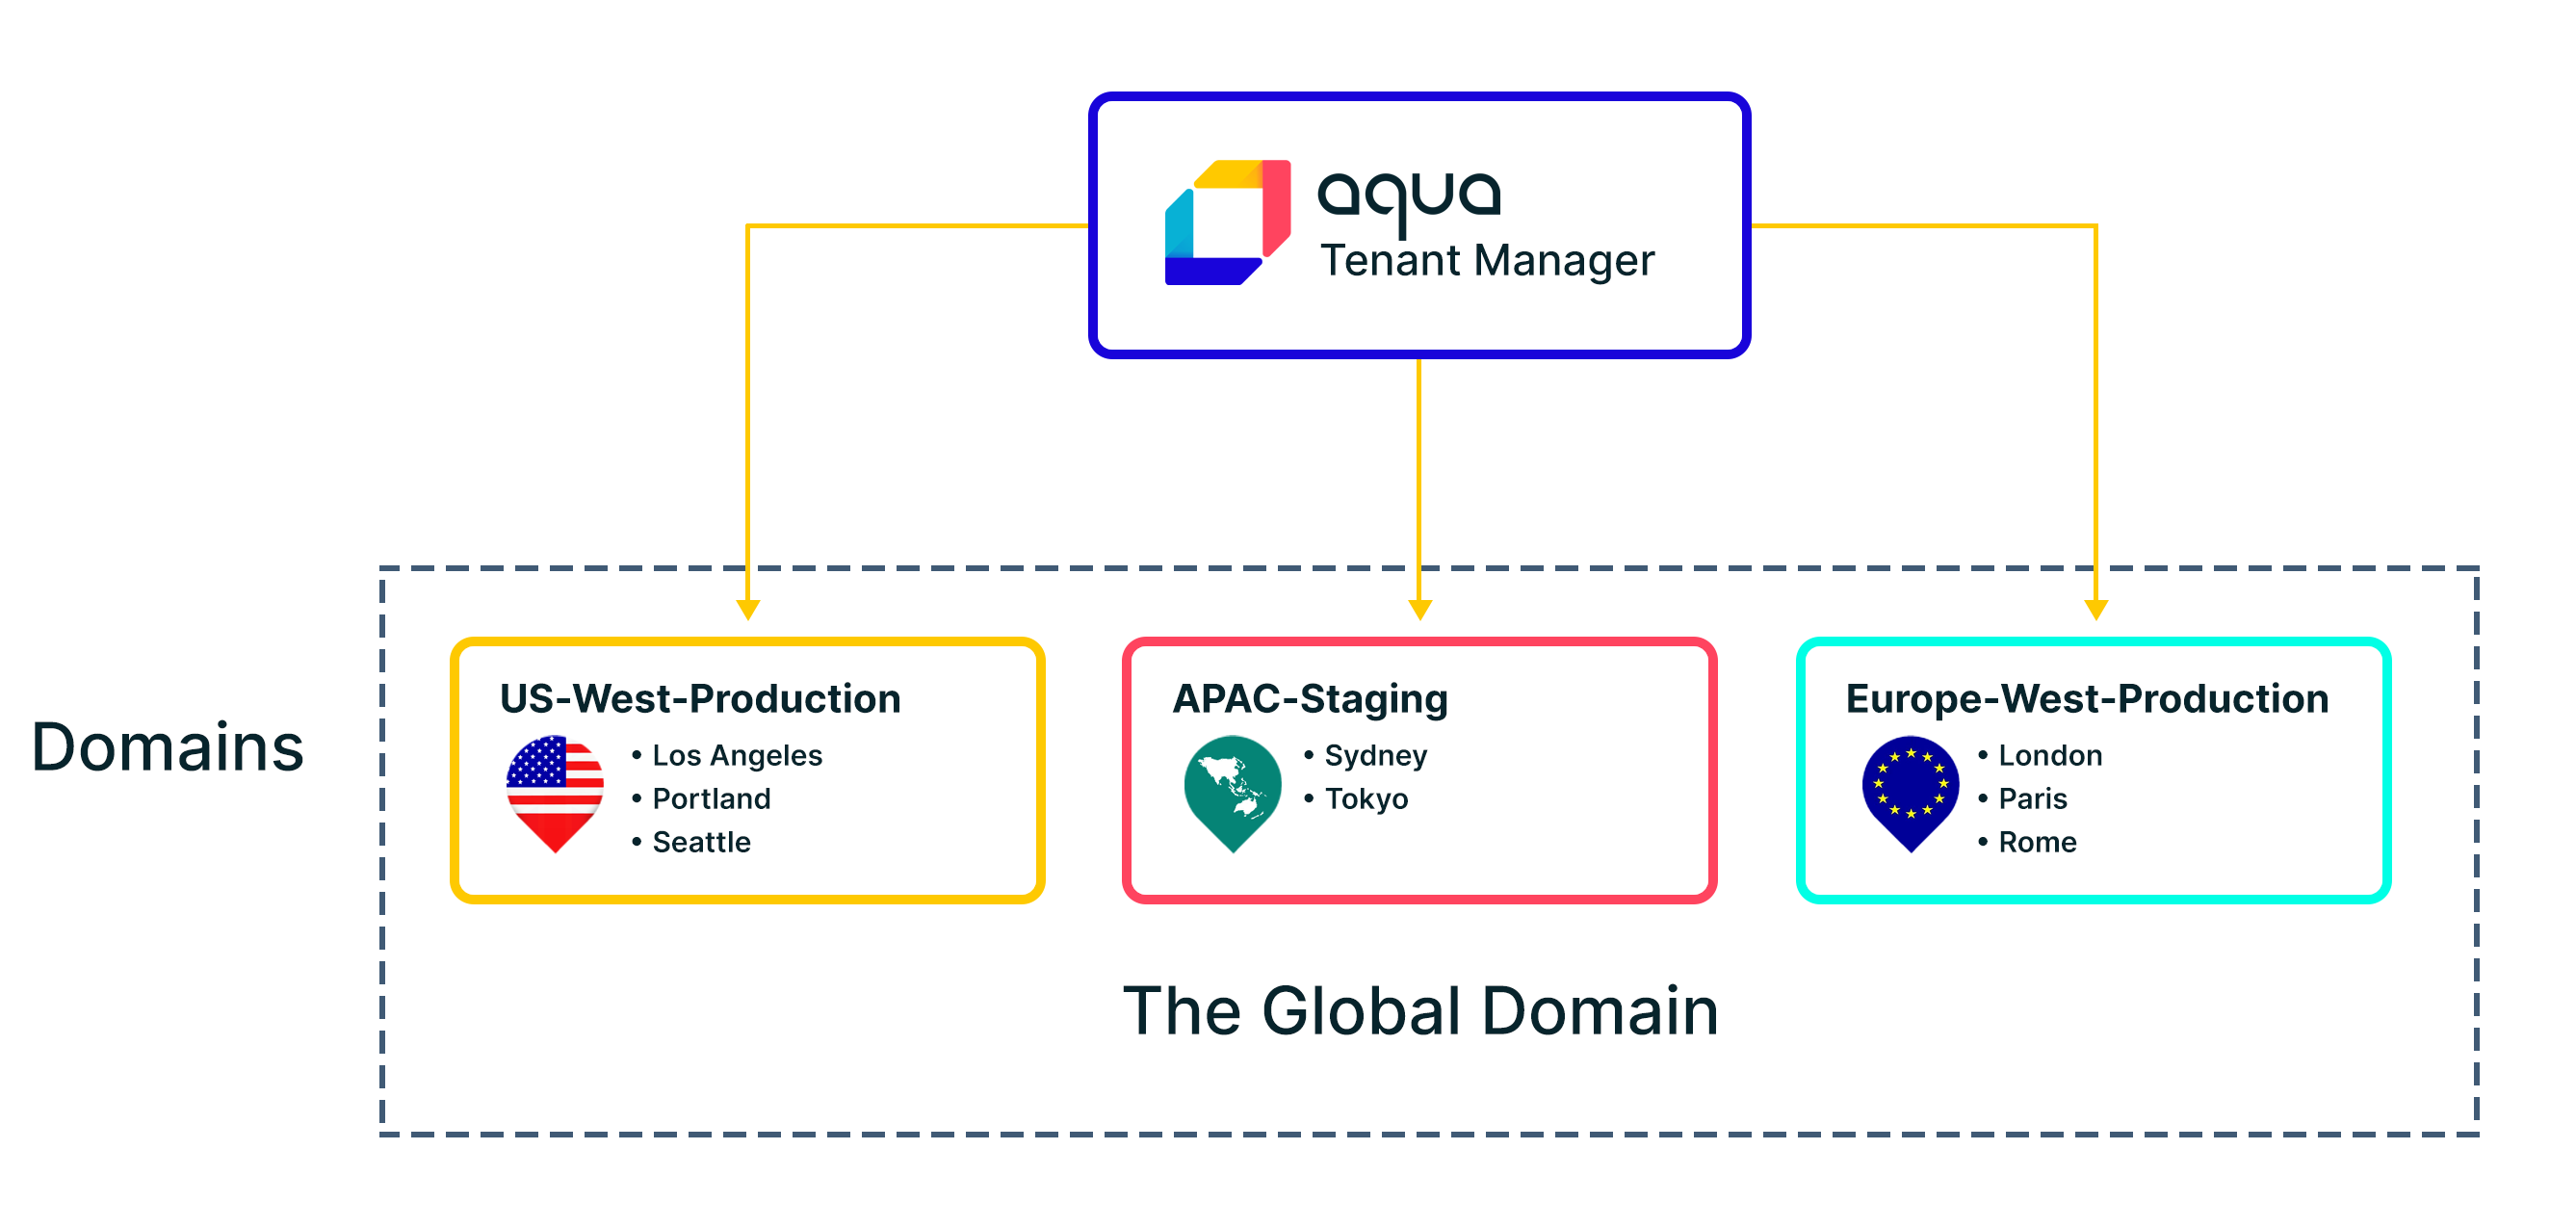 aqua
Tenant Manager
Domains
US-West-Production
• Los Angeles
• Portland
• Seattle
APAC-Staging
• Sydney
• Tokyo
Europe-West-Production
• London
• Paris
• Rome
The Global Domain